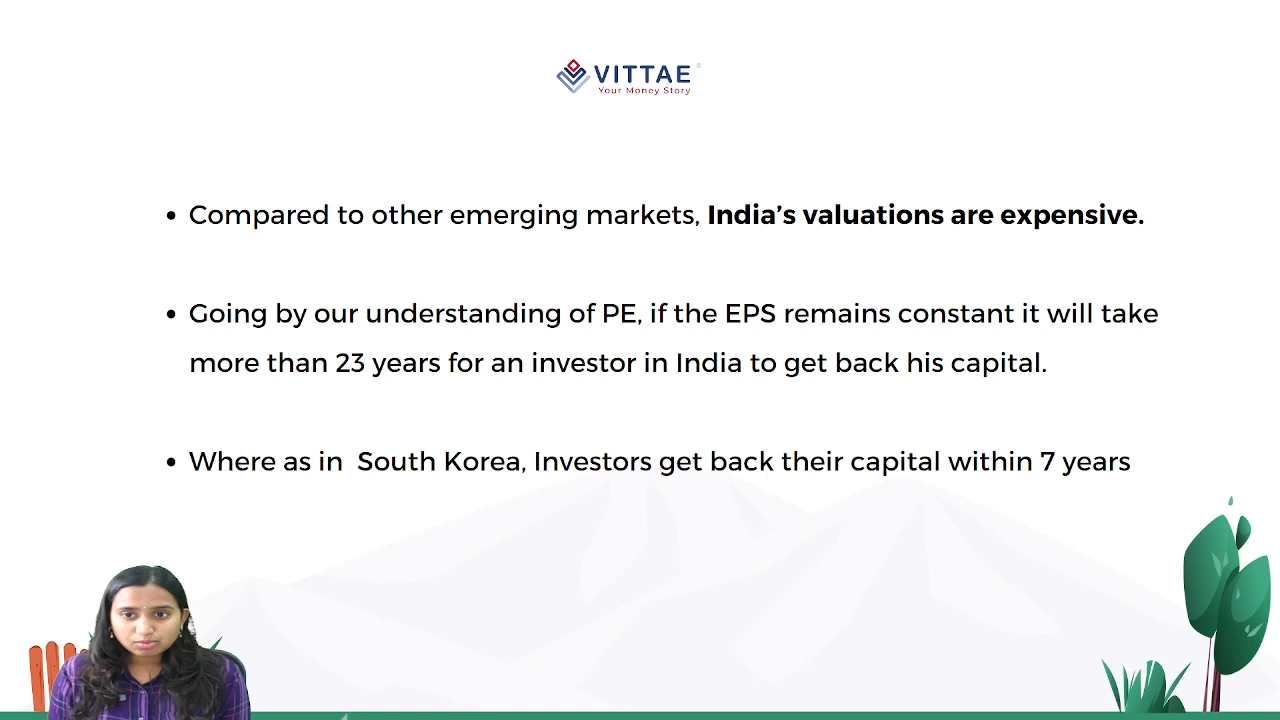 VITTAE®
Your Money Story
• Compared to other emerging markets, India’s valuations are expensive.
• Going by our understanding of PE, if the EPS remains constant it will take
more than 23 years for an investor in India to get back his capital.
• Where as in  South Korea, Investors get back their capital within 7 years